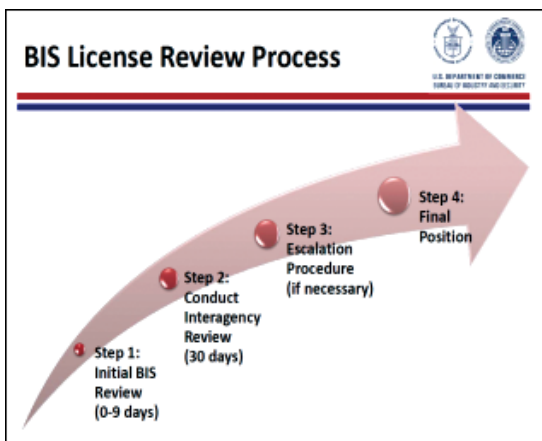 BIS License Review Process
U.S. DEPARTMENT OF COMMERCE
BUREAU OF INDUSTRY AND SECURITY
Step 1:
Initial BIS
Review
(0-9 days)
Step 2:
Conduct
Interagency
Review
(30 days)
Step 3:
Escalation
Procedure
(if necessary)
Step 4:
Final
Position